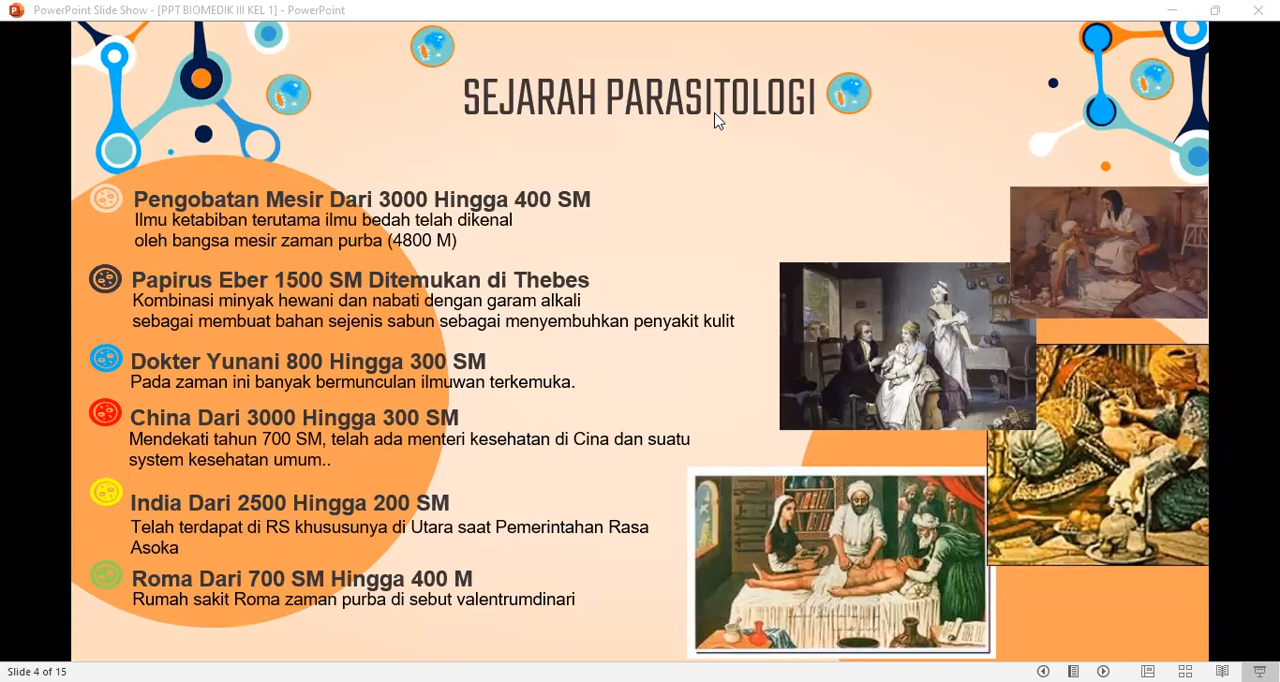 PowerPoint Slide Show - [PPT BIOMEDIK III KEL 1] - PowerPoint
SEJARAH PARASITOLOGI
Pengobatan Mesir Dari 3000 Hingga 400 SM
Ilmu ketabiban terutama ilmu bedah telah dikenal
oleh bangsa mesir zaman purba (4800 M)
Papirus Eber 1500 SM Ditemukan di Thebes
Kombinasi minyak hewani dan nabati dengan garam alkali
sebagai membuat bahan sejenis sabun sebagai menyembuhkan penyakit kulit
Dokter Yunani 800 Hingga 300 SM
Pada zaman ini banyak bermunculan ilmuwan terkemuka.
China Dari 3000 Hingga 300 SM
Mendekati tahun 700 SM, telah ada menteri kesehatan di Cina dan suatu
system kesehatan umum..
India Dari 2500 Hingga 200 SM
Telah terdapat di RS khususunya di Utara saat Pemerintahan Rasa
Asoka
Roma Dari 700 SM Hingga 400 M
Rumah sakit Roma zaman purba di sebut valentrumdinari
Slide 4 of 15